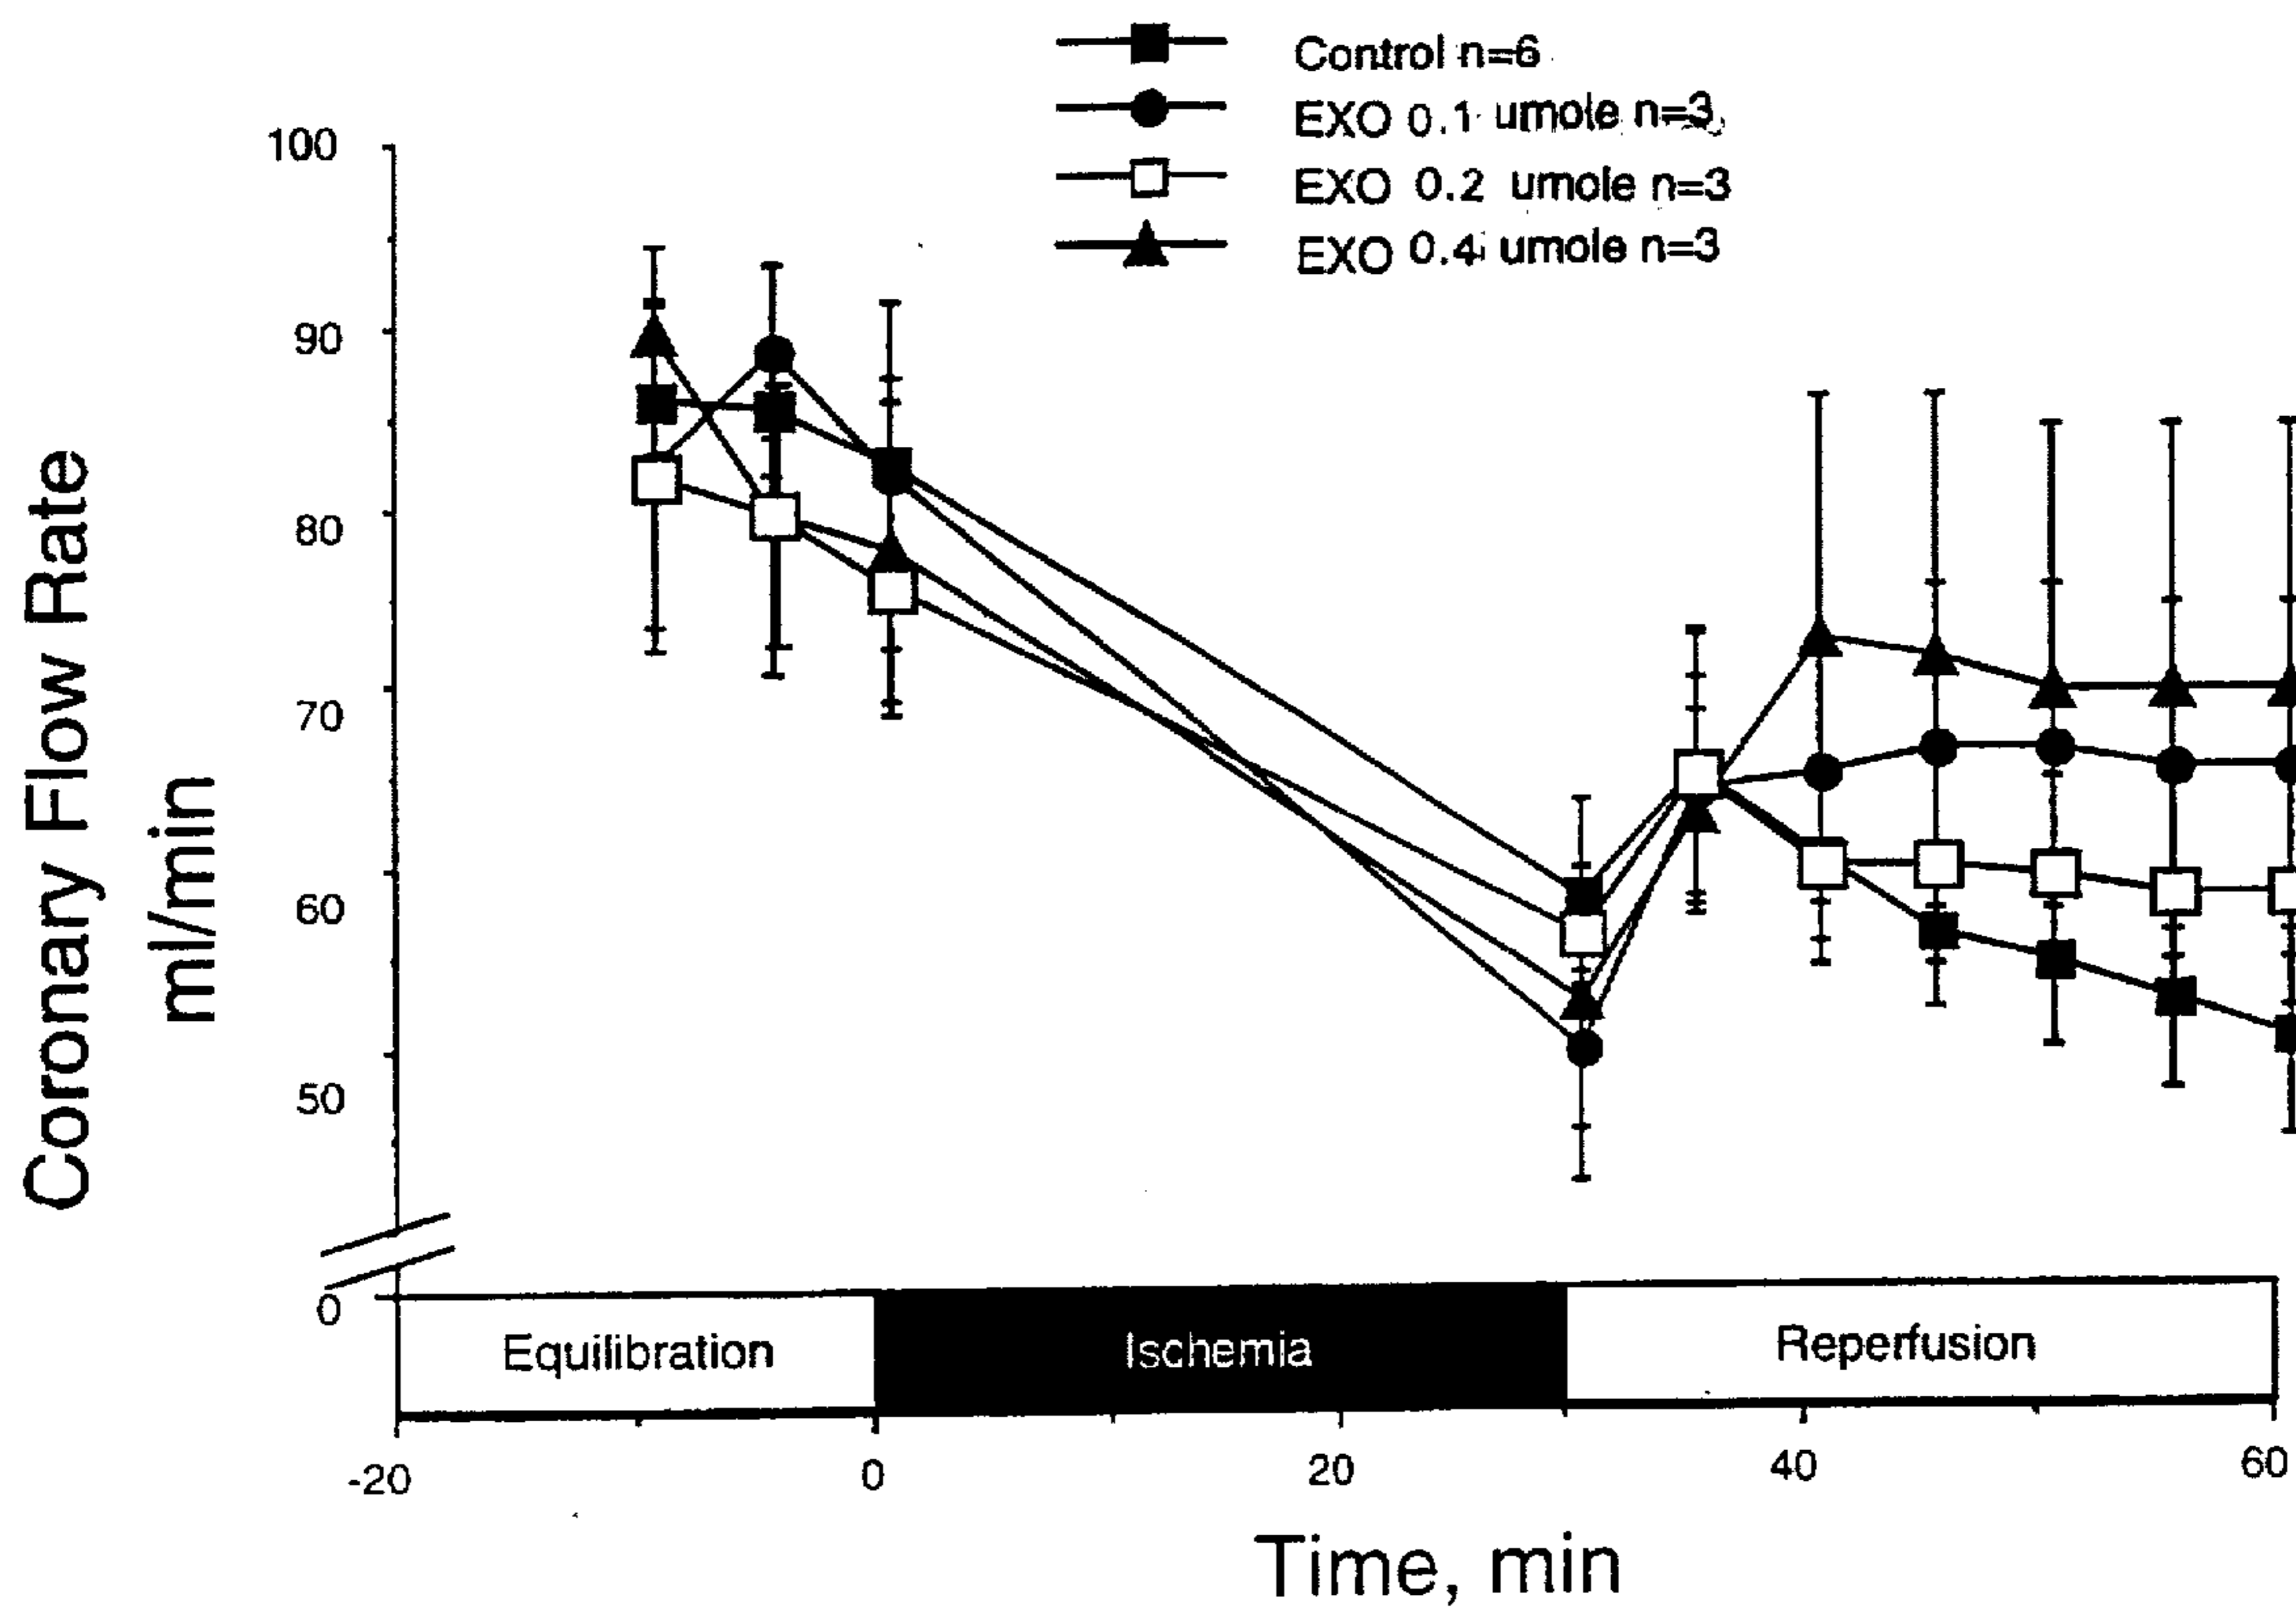 Control n=6
EXO 0.1 umole n=3
EXO 0.2 umole n=3
EXO 0.4 umole n=3
100
90
80
70
60
50
0
Coronary Flow Rate
ml/min
Equilibration
Ischemia
Reperfusion
-20
0
20
40
60
Time, min